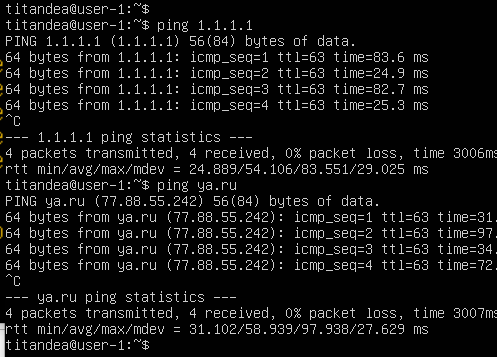 titandea@user-1:~$
titandea@user-1:~$ ping 1.1.1.1
PING 1.1.1.1 (1.1.1.1) 56(84) bytes of data.
64 bytes from 1.1.1.1: icmp_seq=1 ttl=63 time=83.6 ms
64 bytes from 1.1.1.1: icmp_seq=2 ttl=63 time=24.9 ms
64 bytes from 1.1.1.1: icmp_seq=3 ttl=63 time=82.7 ms
64 bytes from 1.1.1.1: icmp_seq=4 ttl=63 time=25.3 ms
^C
--- 1.1.1.1 ping statistics ---
4 packets transmitted, 4 received, 0% packet loss, time 3006ms
rtt min/avg/max/mdev = 24.889/54.106/83.551/29.025 ms
titandea@user-1:~$ ping ya.ru
PING ya.ru (77.88.55.242) 56(84) bytes of data.
64 bytes from ya.ru (77.88.55.242): icmp_seq=1 ttl=63 time=31.
64 bytes from ya.ru (77.88.55.242): icmp_seq=2 ttl=63 time=97.
64 bytes from ya.ru (77.88.55.242): icmp_seq=3 ttl=63 time=34.
64 bytes from ya.ru (77.88.55.242): icmp_seq=4 ttl=63 time=72.
^C
--- ya.ru ping statistics ---
4 packets transmitted, 4 received, 0% packet loss, time 3007ms
rtt min/avg/max/mdev = 31.102/58.939/97.938/27.629 ms
titandea@user-1:~$